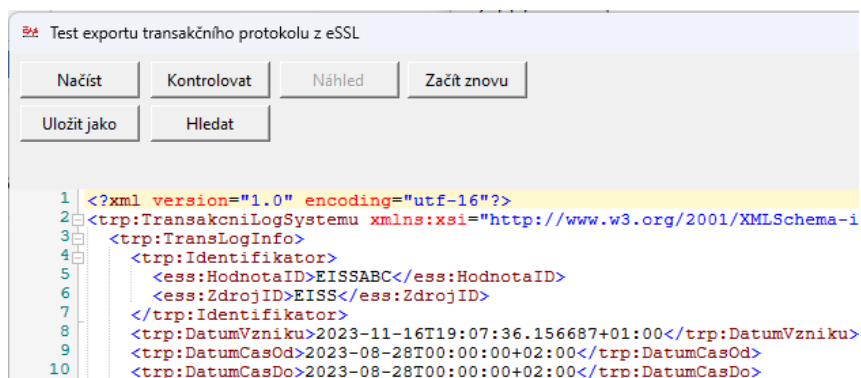 Test exportu transakčního protokolu z eSSL
Načíst Kontrolovat Náhled Začít znovu
Uložit jako Hledat
1 <?xml version="1.0" encoding="utf-16"?>
2 <trp:TransakcniLogSystemu xmlns:xsi="http://www.w3.org/2001/XMLSchema-i
3 <trp:TransLogInfo>
4 <trp:Identifikator>
5 <ess:HodnotaID>EISSABC</ess:HodnotaID>
6 <ess:ZdrojID>EISS</ess:ZdrojID>
7 </trp:Identifikator>
8 <trp:DatumVzniku>2023-11-16T19:07:36.156687+01:00</trp:DatumVzniku>
9 <trp:DatumCasOd>2023-08-28T00:00:00+02:00</trp:DatumCasOd>
10 <trp:DatumCasDo>2023-08-28T00:00:00+02:00</trp:DatumCasDo>